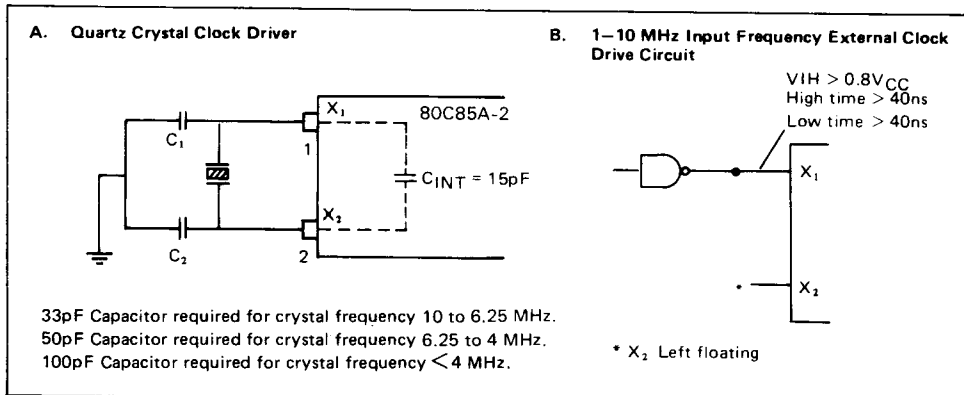 A. Quartz Crystal Clock Driver
B. 1–10 MHz Input Frequency External Clock
Drive Circuit
VIH > 0.8VCC
High time > 40ns
Low time > 40ns
X1
80C85A-2
C1
1
CINT = 15pF
X1
X2
C2
2
X2
33pF Capacitor required for crystal frequency 10 to 6.25 MHz.
50pF Capacitor required for crystal frequency 6.25 to 4 MHz.
100pF Capacitor required for crystal frequency <4 MHz.
* X2 Left floating